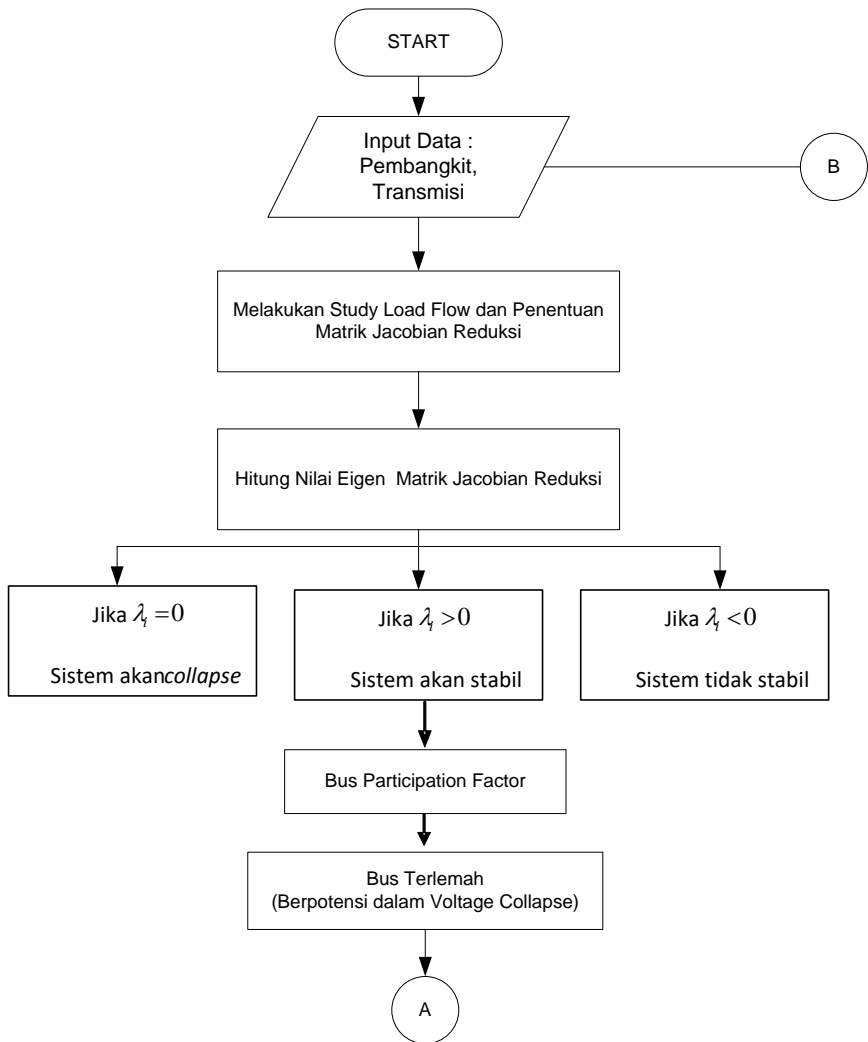 START
Input Data :
Pembangkit,
Transmisi
B
Melakukan Study Load Flow dan Penentuan
Matrik Jacobian Reduksi
Hitung Nilai Eigen  Matrik Jacobian Reduksi
Jika λᵢ = 0
Sistem akancollapse
Jika λᵢ > 0
Sistem akan stabil
Jika λᵢ < 0
Sistem tidak stabil
Bus Participation Factor
Bus Terlemah
(Berpotensi dalam Voltage Collapse)
A